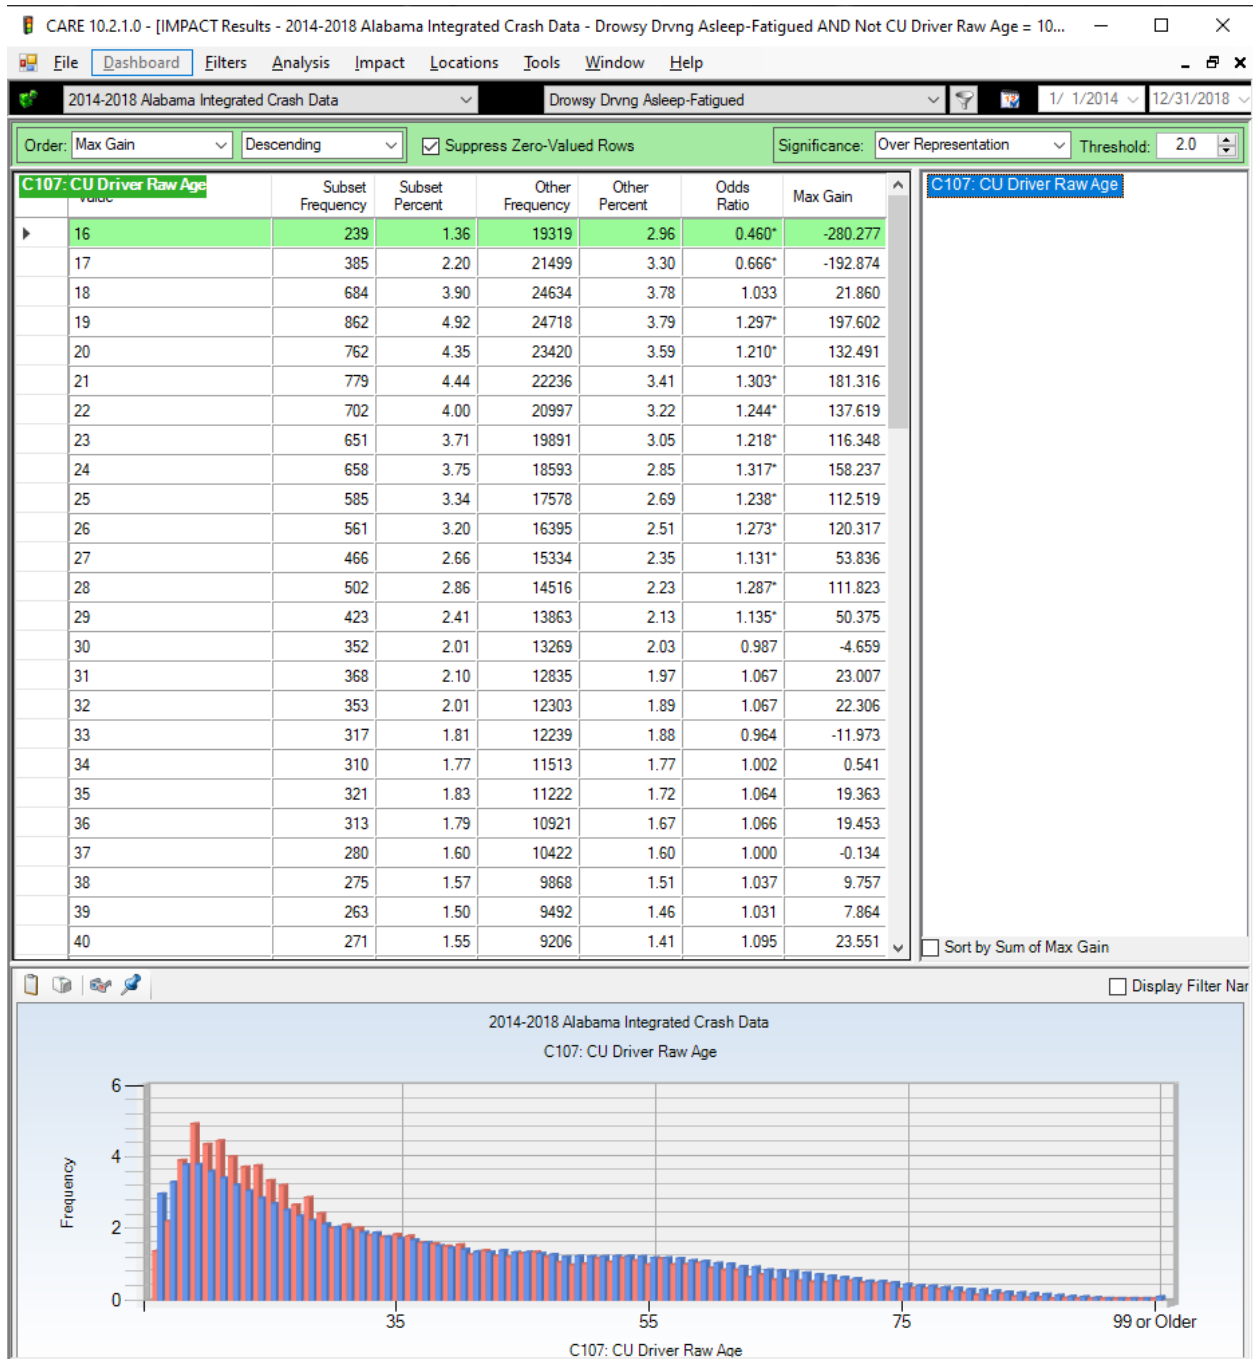 CARE 10.2.1.0 - [IMPACT Results - 2014-2018 Alabama Integrated Crash Data - Drowsy Drvng Asleep-Fatigued AND Not CU Driver Raw Age = 10...
File Dashboard Filters Analysis Impact Locations Tools Window Help
2014-2018 Alabama Integrated Crash Data Drowsy Drvng Asleep-Fatigued 1/ 1/2014 12/31/2018
Order: Max Gain Descending Suppress Zero-Valued Rows Significance: Over Representation Threshold: 2.0
C107: CU Driver Raw Age Subset Frequency Subset Percent Other Frequency Other Percent Odds Ratio Max Gain C107: CU Driver Raw Age
16 239 1.36 19319 2.96 0.460* -280.277
17 385 2.20 21499 3.30 0.666* -192.874
18 684 3.90 24634 3.78 1.033 21.860
19 862 4.92 24718 3.79 1.297* 197.602
20 762 4.35 23420 3.59 1.210* 132.491
21 779 4.44 22236 3.41 1.303* 181.316
22 702 4.00 20997 3.22 1.244* 137.619
23 651 3.71 19891 3.05 1.218* 116.348
24 658 3.75 18593 2.85 1.317* 158.237
25 585 3.34 17578 2.69 1.238* 112.519
26 561 3.20 16395 2.51 1.273* 120.317
27 466 2.66 15334 2.35 1.131* 53.836
28 502 2.86 14516 2.23 1.287* 111.823
29 423 2.41 13863 2.13 1.135* 50.375
30 352 2.01 13269 2.03 0.987 -4.659
31 368 2.10 12835 1.97 1.067 23.007
32 353 2.01 12303 1.89 1.067 22.306
33 317 1.81 12239 1.88 0.964 -11.973
34 310 1.77 11513 1.77 1.002 0.541
35 321 1.83 11222 1.72 1.064 19.363
36 313 1.79 10921 1.67 1.066 19.453
37 280 1.60 10422 1.60 1.000 -0.134
38 275 1.57 9868 1.51 1.037 9.757
39 263 1.50 9492 1.46 1.031 7.864
40 271 1.55 9206 1.41 1.095 23.551
Sort by Sum of Max Gain
Display Filter Nar
2014-2018 Alabama Integrated Crash Data
C107: CU Driver Raw Age
6
4
2
0
Frequency
35 55 75 99 or Older
C107: CU Driver Raw Age